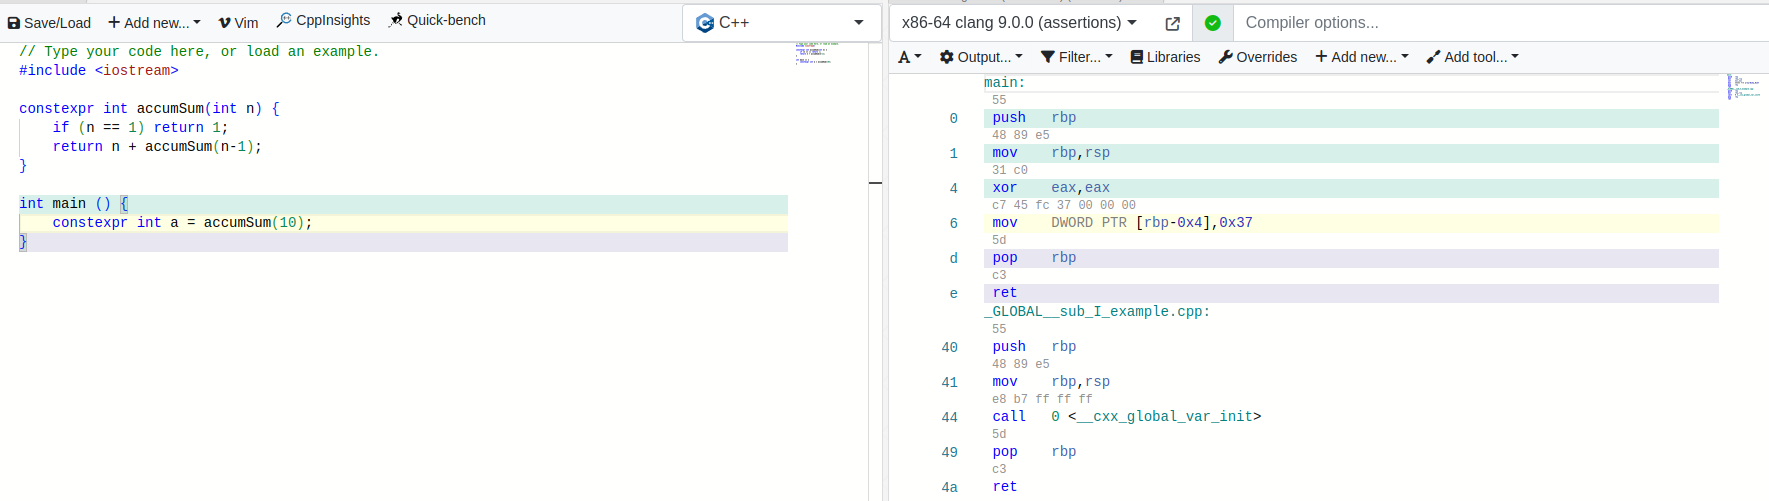 Save/Load + Add new... Vim CppInsights Quick-bench C++
// Type your code here, or load an example.
#include <iostream>
constexpr int accumSum(int n) {
    if (n == 1) return 1;
    return n + accumSum(n-1);
}
int main () {
    constexpr int a = accumSum(10);
}
x86-64 clang 9.0.0 (assertions) Compiler options...
A Output... Filter... Libraries Overrides + Add new... Add tool...
main:
55
0 push rbp
48 89 e5
1 mov rbp,rsp
31 c0
4 xor eax,eax
c7 45 fc 37 00 00 00
6 mov DWORD PTR [rbp-0x4],0x37
5d
d pop rbp
c3
e ret
_GLOBAL__sub_I_example.cpp:
55
40 push rbp
48 89 e5
41 mov rbp,rsp
e8 b7 ff ff ff
44 call 0 <__cxx_global_var_init>
5d
49 pop rbp
c3
4a ret